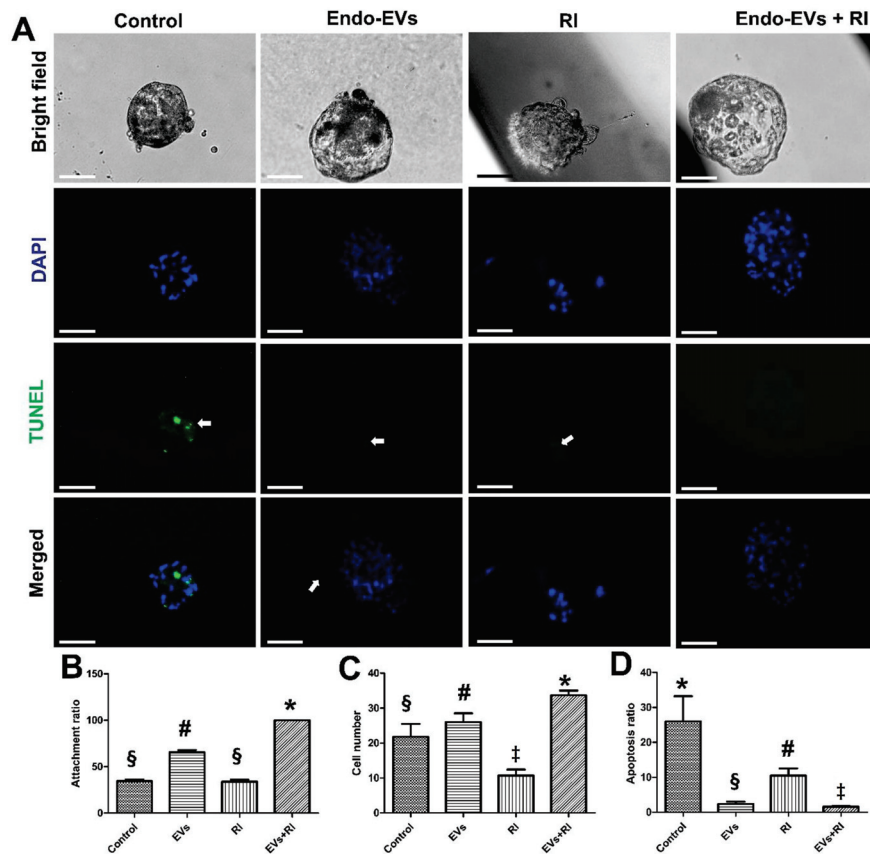 A
Control
Endo-EVs
RI
Endo-EVs + RI
Bright field
DAPI
TUNEL
Merged
B
Attachment ratio
150
100
50
0
§
#
§
*
Control
EVs
RI
EVs+RI
C
Cell number
40
30
20
10
0
§
#
‡
*
Control
EVs
RI
EVs+RI
D
Apoptosis ratio
40
30
20
10
0
*
§
#
‡
Control
EVs
RI
EVs+RI